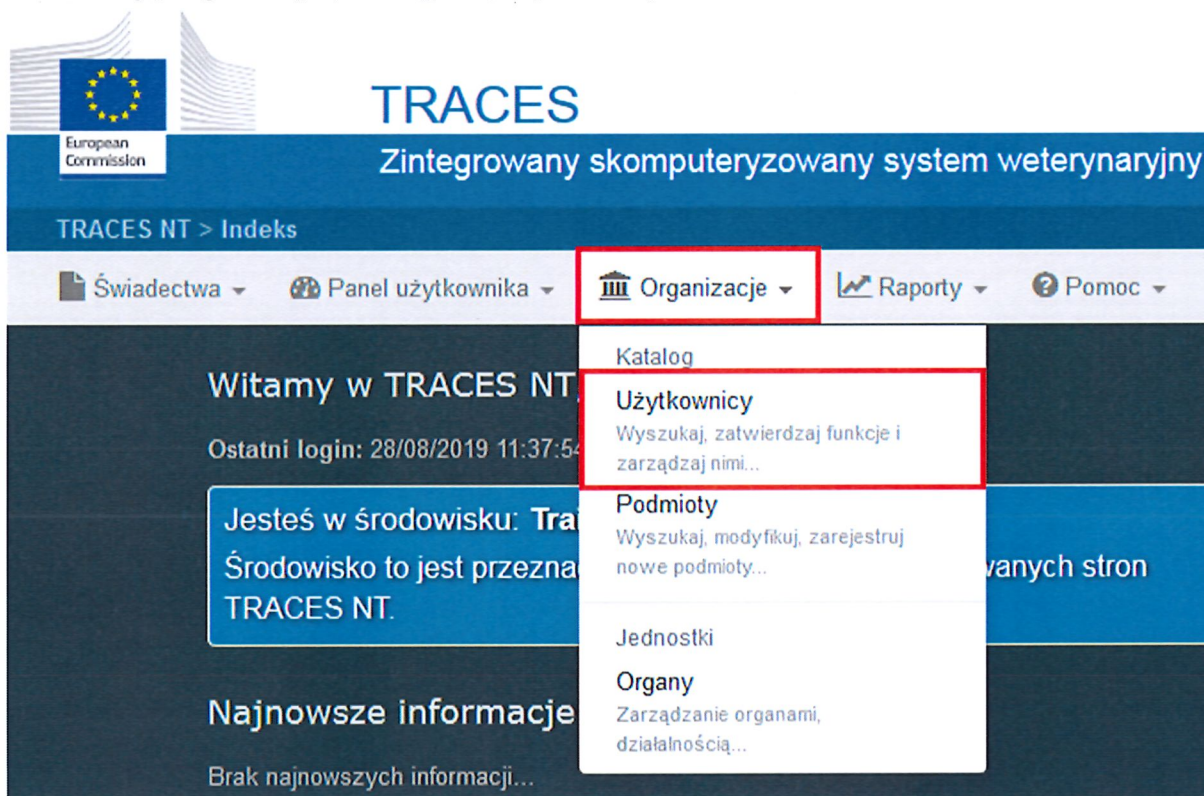 European
Commission
TRACES
Zintegrowany skomputeryzowany system weterynaryjny
TRACES NT > Indeks
Świadectwa
Panel użytkownika
Organizacje
Raporty
Pomoc
Katalog
Użytkownicy
Wyszukaj, zatwierdzaj funkcje i
zarządzaj nimi...
Podmioty
Wyszukaj, modyfikuj, zarejestruj
nowe podmioty...
Jednostki
Organy
Zarządzanie organami,
działalnością...
Witamy w TRACES NT,
Ostatni login: 28/08/2019 11:37:54
Jesteś w środowisku:
Środowisko to jest stron
TRACES NT.
Najnowsze informacje
Brak najnowszych informacji...